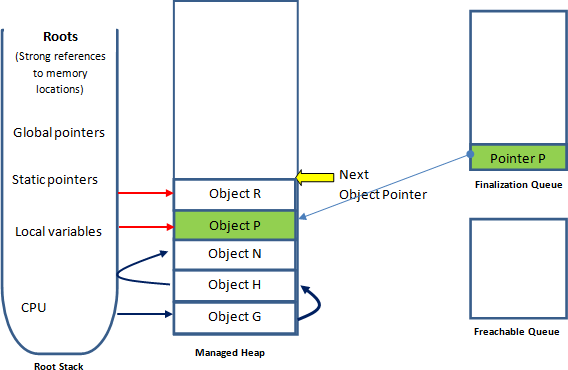 Roots
(Strong references
to memory
locations)
Global pointers
Static pointers
Local variables
CPU
Root Stack
Object R
Object P
Object N
Object H
Object G
Managed Heap
Next
Object Pointer
Pointer P
Finalization Queue
Freachable Queue